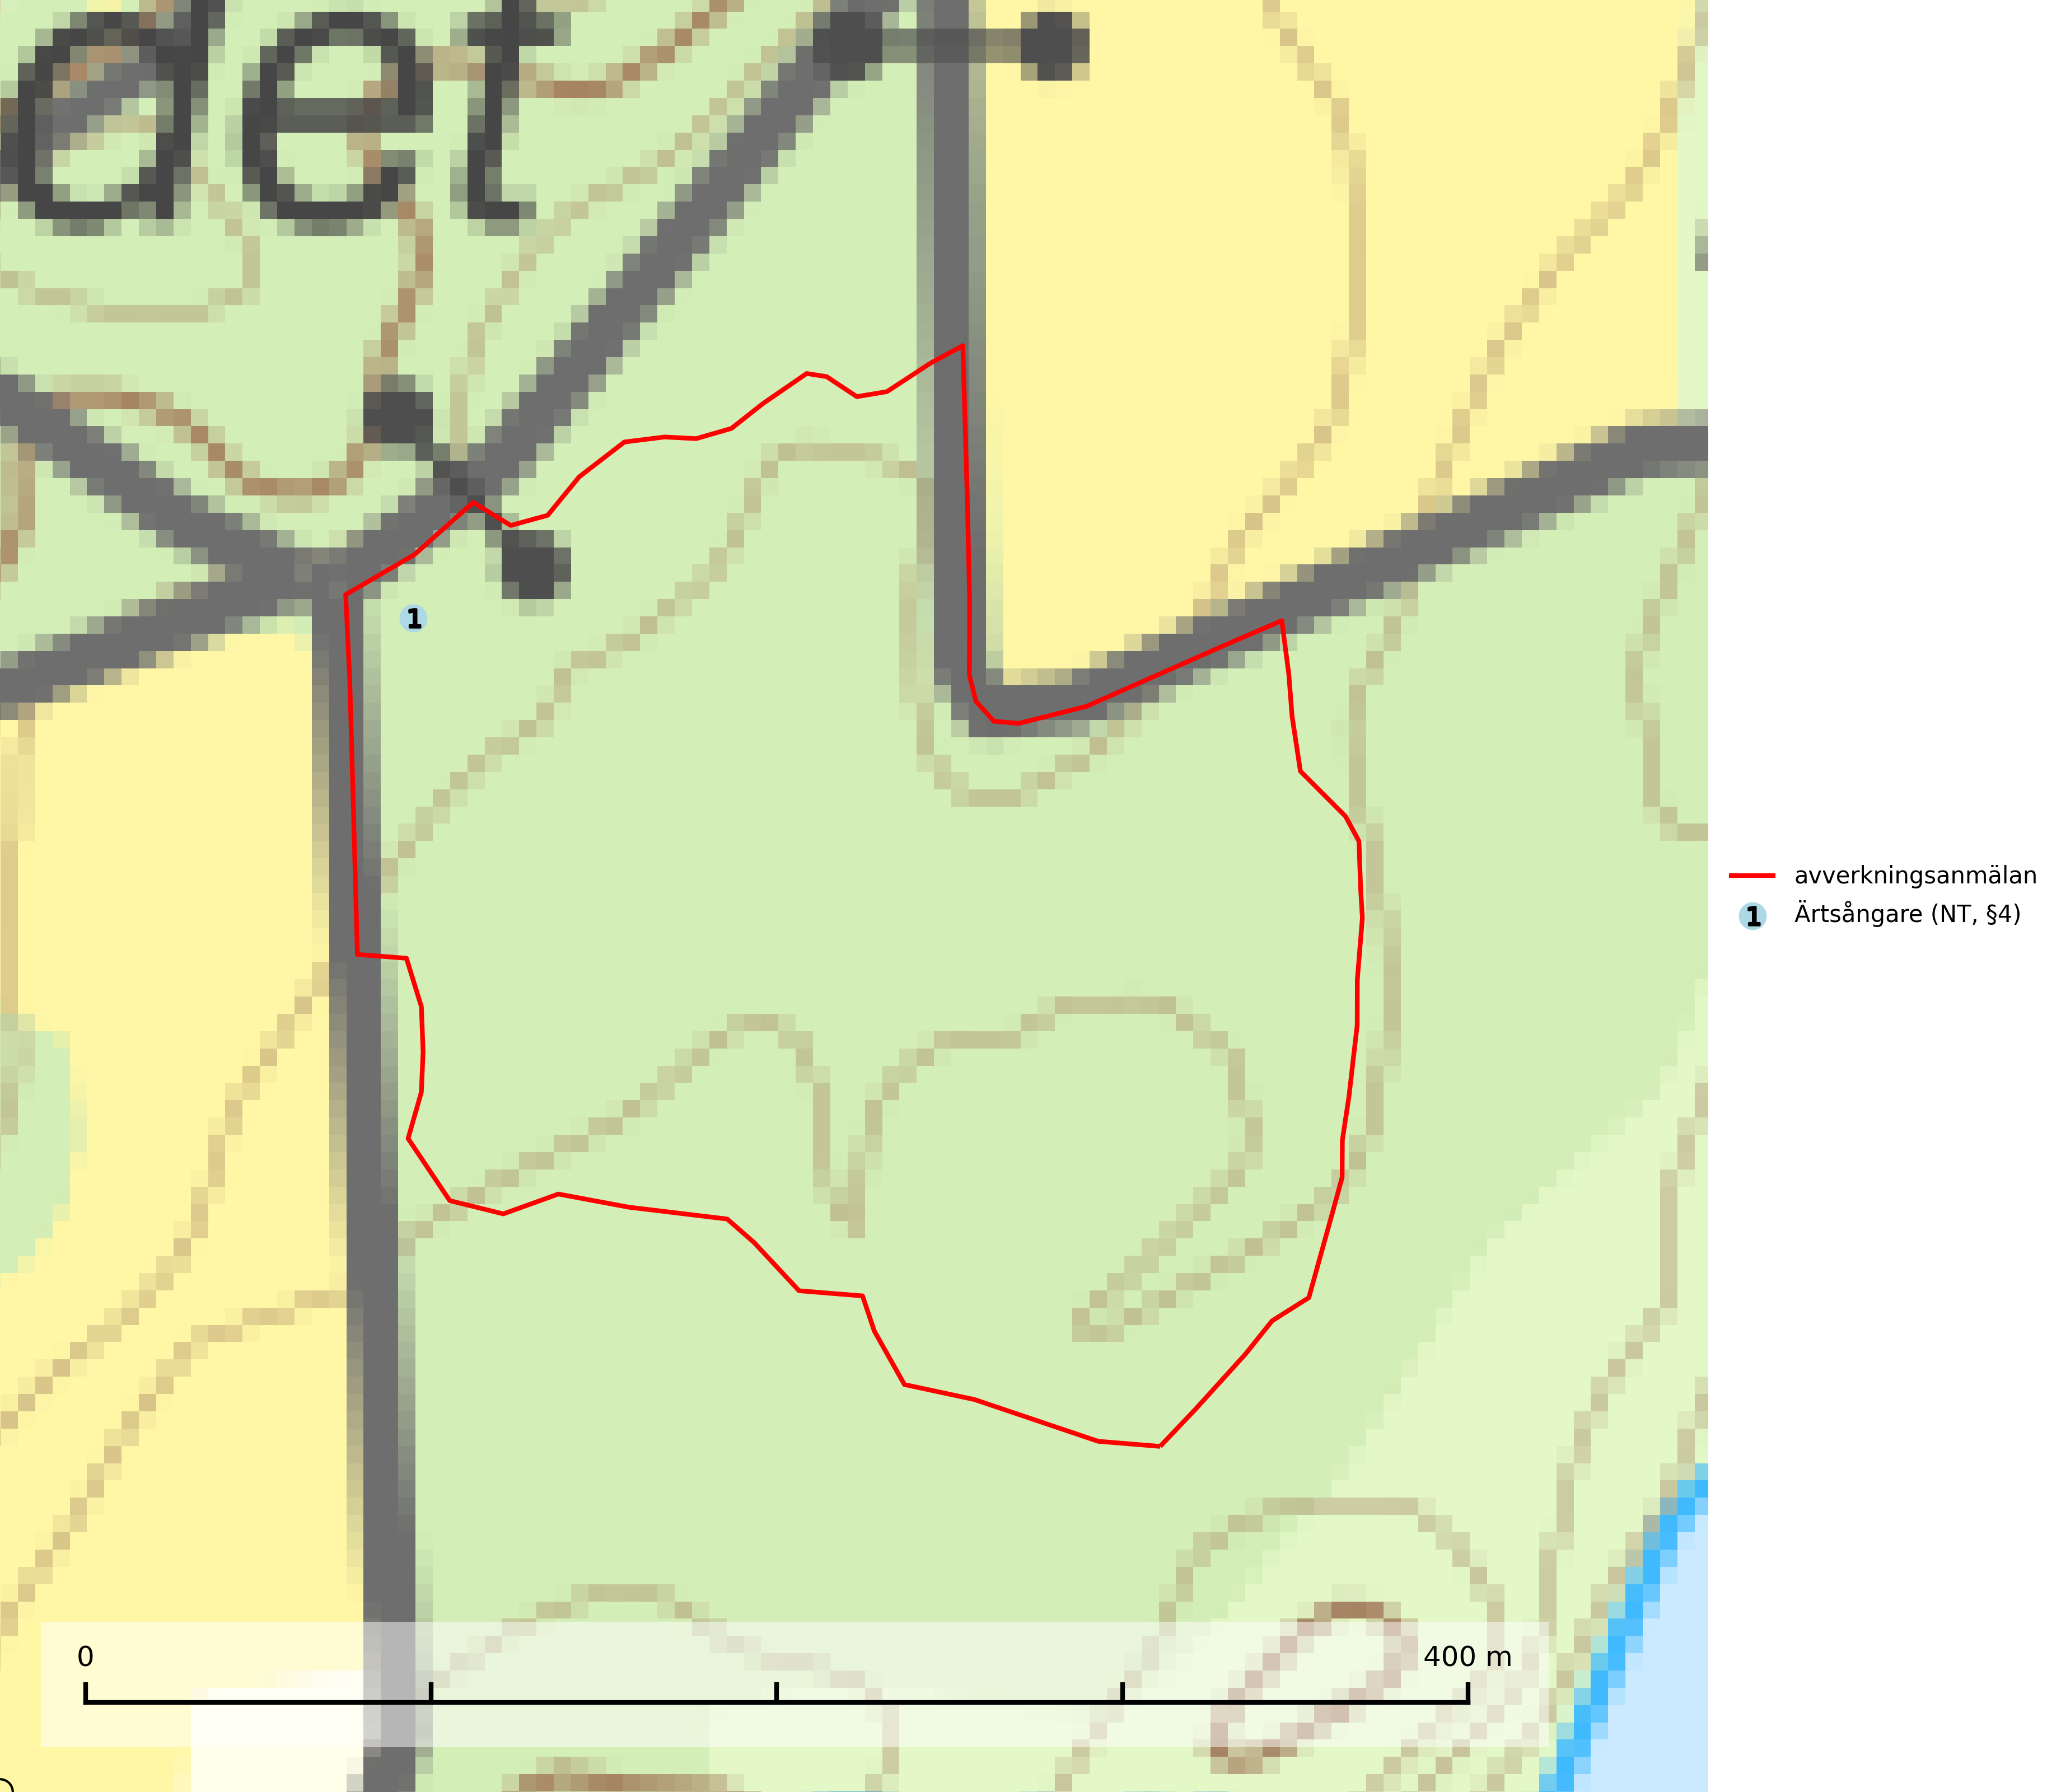 det
1
avverkningsanmälan
1 Ärtsångare (NT, §4)
0 400 m